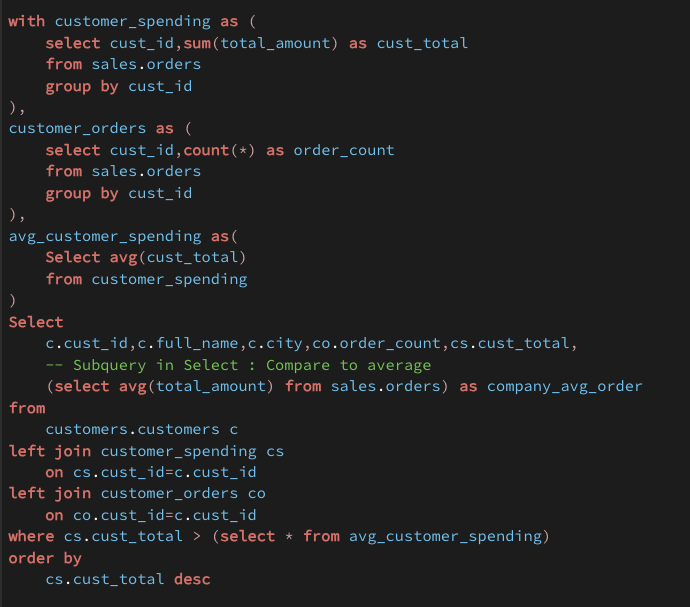 with customer_spending as (
    select cust_id,sum(total_amount) as cust_total
    from sales.orders
    group by cust_id
),
customer_orders as (
    select cust_id,count(*) as order_count
    from sales.orders
    group by cust_id
),
avg_customer_spending as(
    Select avg(cust_total)
    from customer_spending
)
Select
    c.cust_id,c.full_name,c.city,co.order_count,cs.cust_total,
    -- Subquery in Select : Compare to average
    (select avg(total_amount) from sales.orders) as company_avg_order
from
    customers.customers c
left join customer_spending cs
    on cs.cust_id=c.cust_id
left join customer_orders co
    on co.cust_id=c.cust_id
where cs.cust_total > (select * from avg_customer_spending)
order by
    cs.cust_total desc